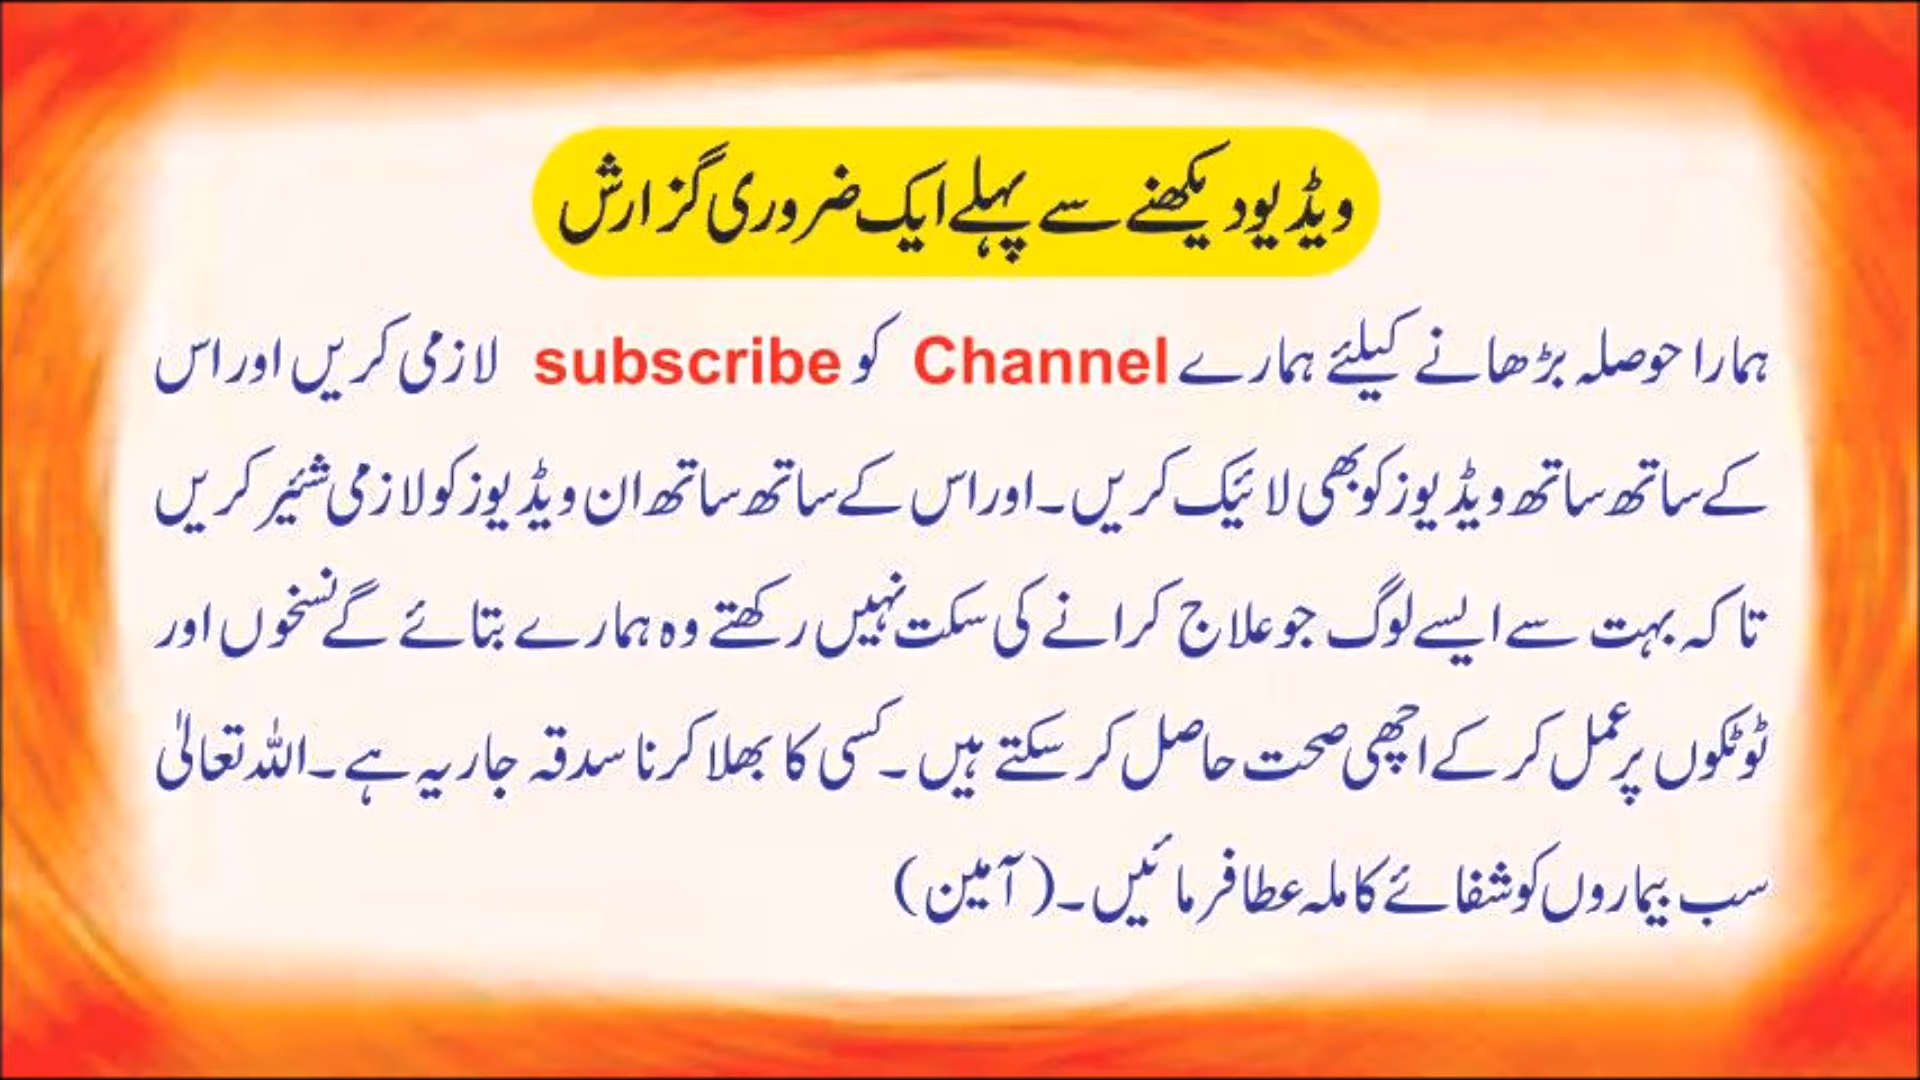 ویڈیو دیکھنے سے پہلے ایک ضروری گزارش
ہمارا حوصلہ بڑھانے کیلئے ہمارے Channel کو subscribe لازمی کریں اور اس
کے ساتھ ساتھ ویڈیوز کو بھی لائیک کریں۔ اور اس کے ساتھ ساتھ ان ویڈیوز کو لازمی شئیر کریں
تاکہ بہت سے ایسے لوگ جو علاج کرانے کی سکت نہیں رکھتے وہ ہمارے بتائے گے نسخوں اور
ٹوٹکوں پر عمل کر کے اچھی صحت حاصل کر سکتے ہیں۔ کسی کا بھلا کرنا سدقہ جاریہ ہے۔ اللہ تعالیٰ
سب بیماروں کو شفائے کاملہ عطا فرمائیں۔ (آمین)